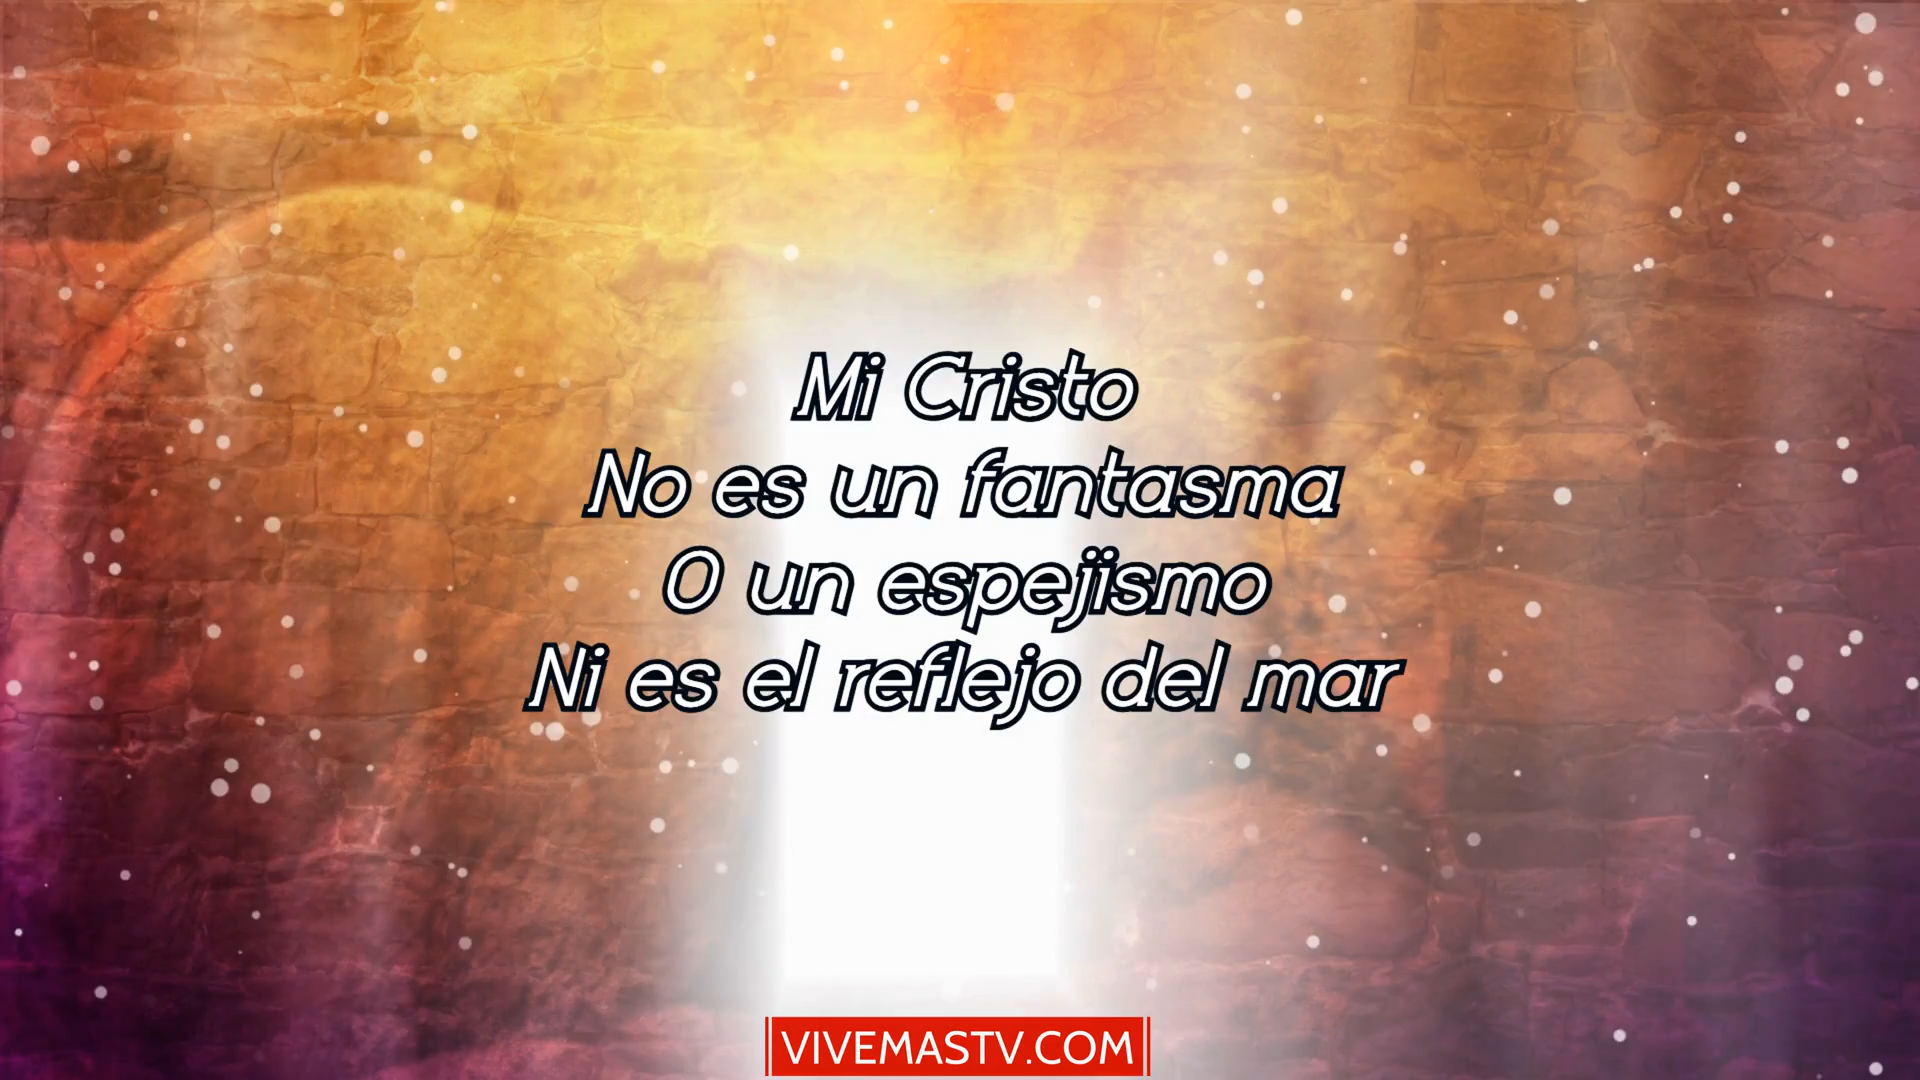 Mi Cristo
No es un fantasma
O un espejismo
Ni es el reflejo del mar
VIVEMASTV.COM